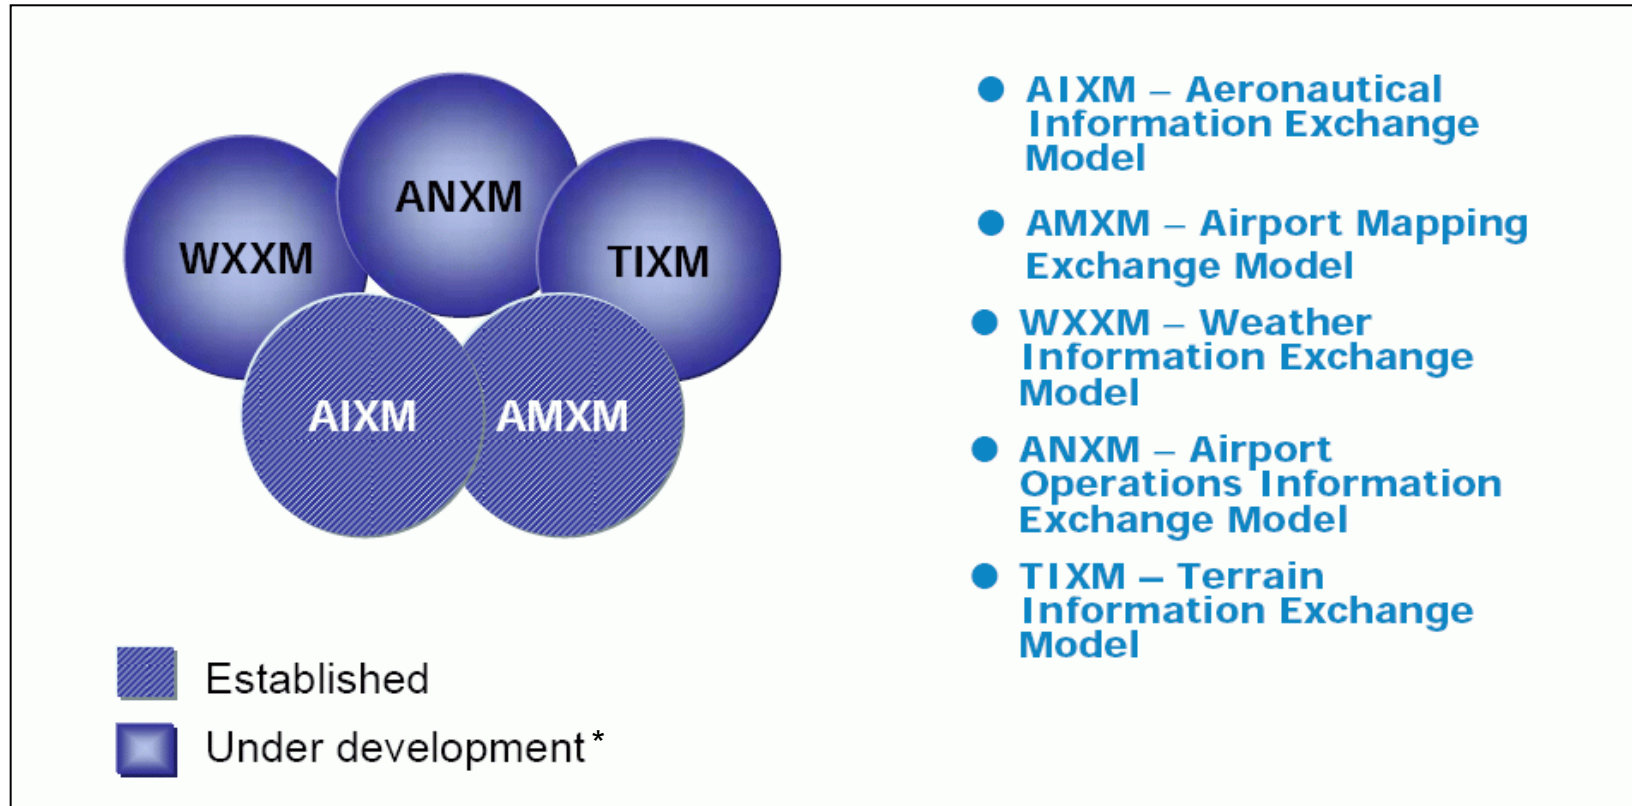 ANXM
WXXM
TIXM
AIXM
AMXM
Established
Under development*
● AIXM – Aeronautical
Information Exchange
Model
● AMXM – Airport Mapping
Exchange Model
● WXXM – Weather
Information Exchange
Model
● ANXM – Airport
Operations Information
Exchange Model
● TIXM – Terrain
Information Exchange
Model